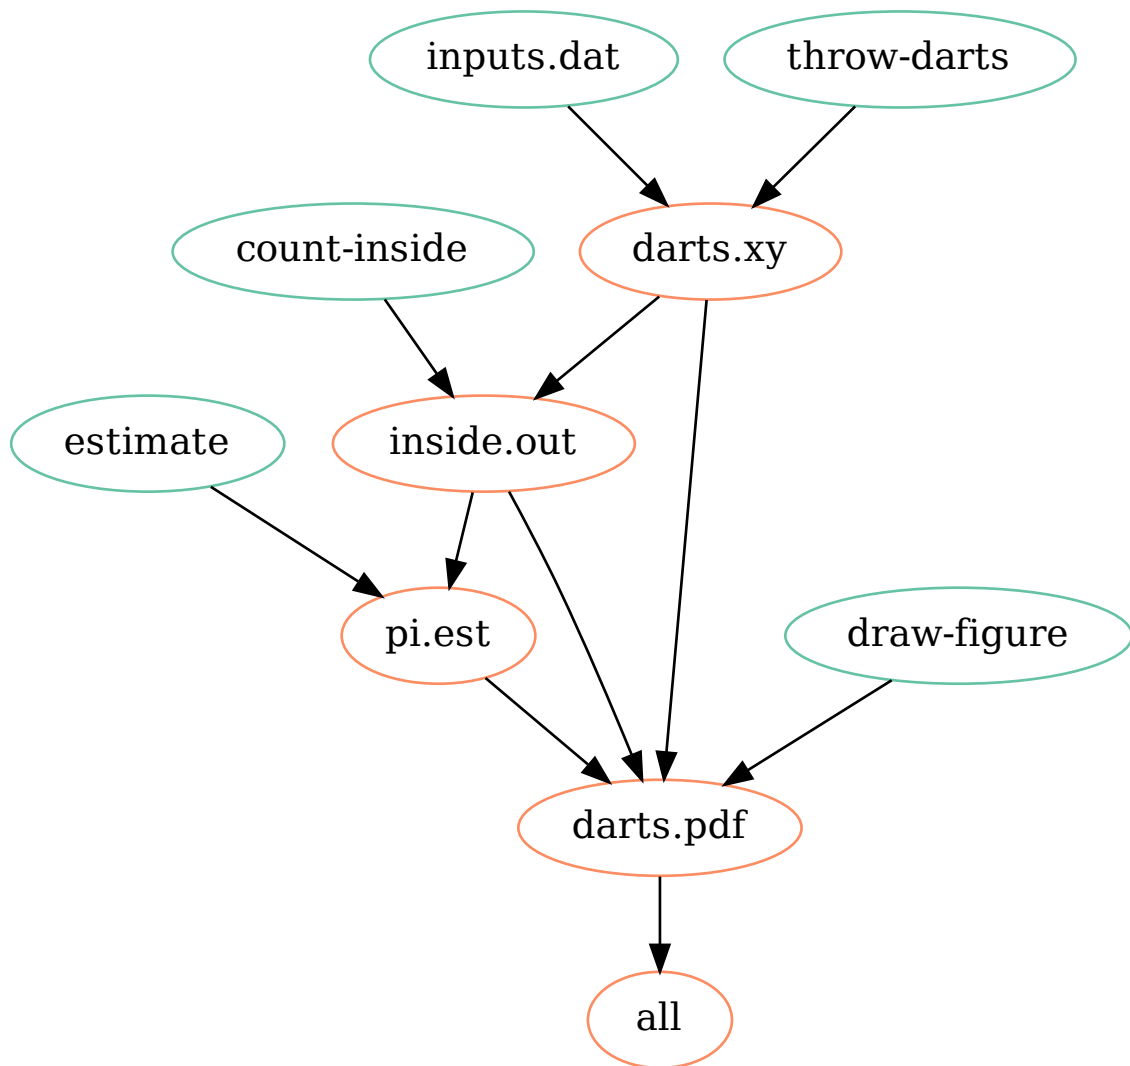 inputs.dat
throw-darts
count-inside
darts.xy
estimate
inside.out
pi.est
draw-figure
darts.pdf
all